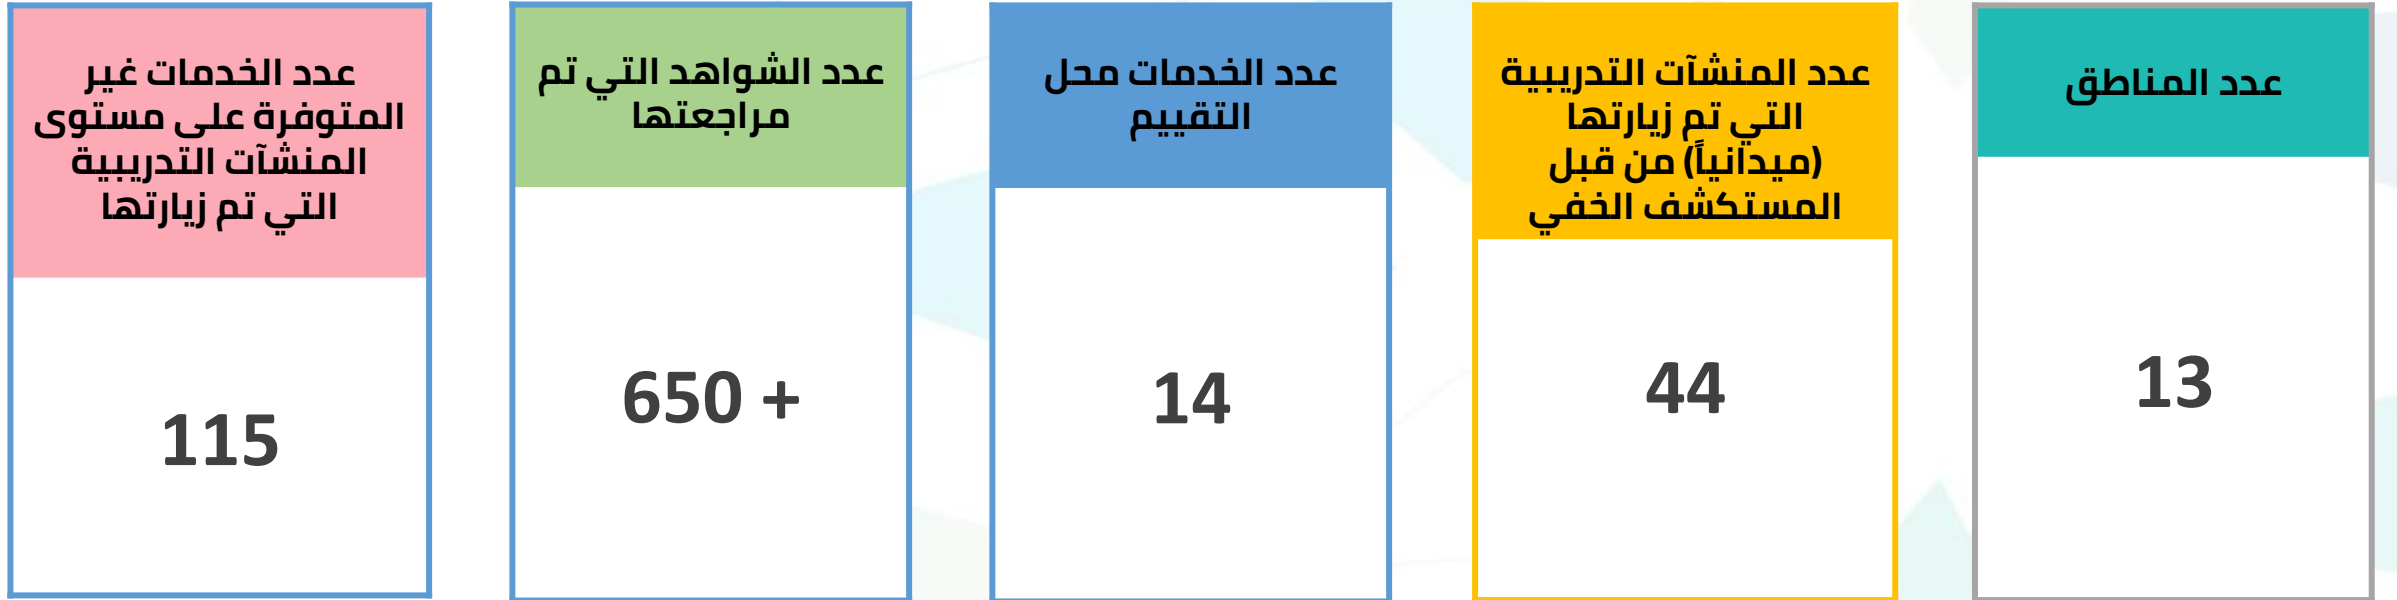 عدد المناطق
13
عدد المنشآت التدريبية
التي تم زيارتها
(ميدانياً) من قبل
المستكشف الخفي
44
عدد الخدمات محل
التقييم
14
عدد الشواهد التي تم
مراجعتها
650 +
عدد الخدمات غير
المتوفرة على مستوى
المنشآت التدريبية
التي تم زيارتها
115